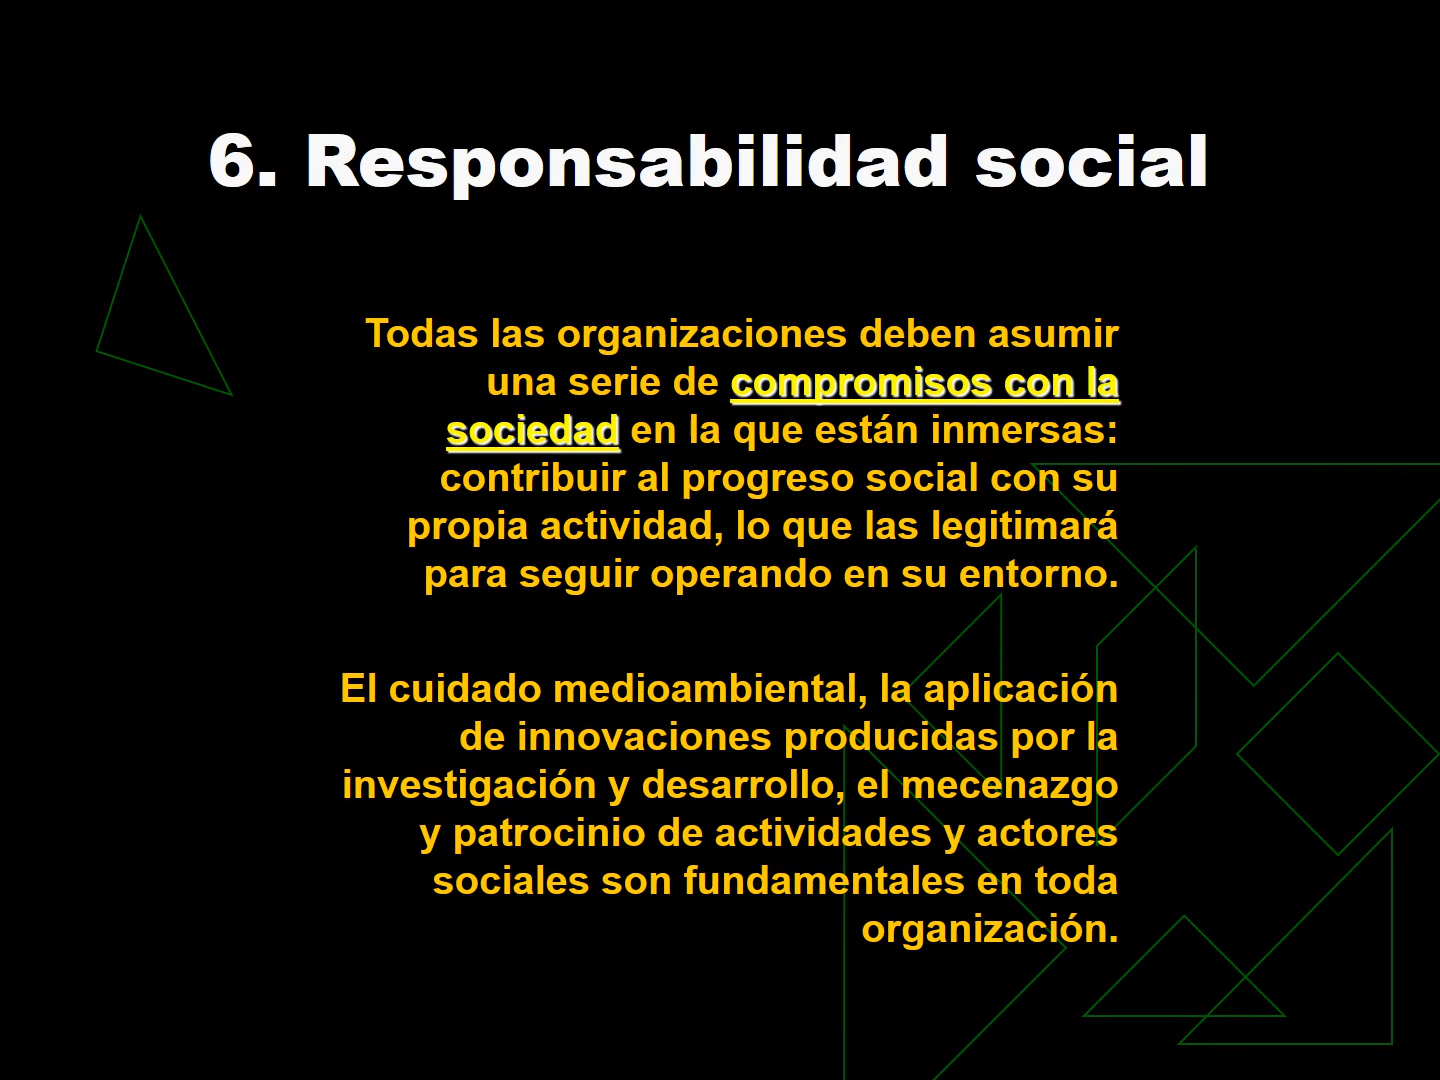 6. Responsabilidad social
Todas las organizaciones deben asumir
una serie de compromisos con la
sociedad en la que están inmersas:
contribuir al progreso social con su
propia actividad, lo que las legitimará
para seguir operando en su entorno.
El cuidado medioambiental, la aplicación
de innovaciones producidas por la
investigación y desarrollo, el mecenazgo
y patrocinio de actividades y actores
sociales son fundamentales en toda
organización.